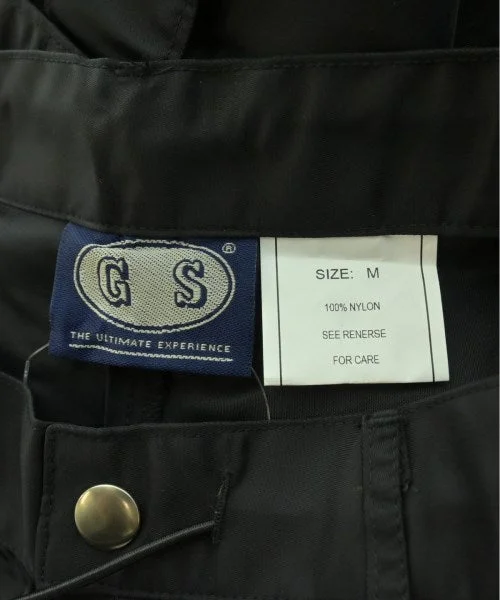 G S ®
THE ULTIMATE EXPERIENCE
SIZE: M
100% NYLON
SEE RENERSE
FOR CARE